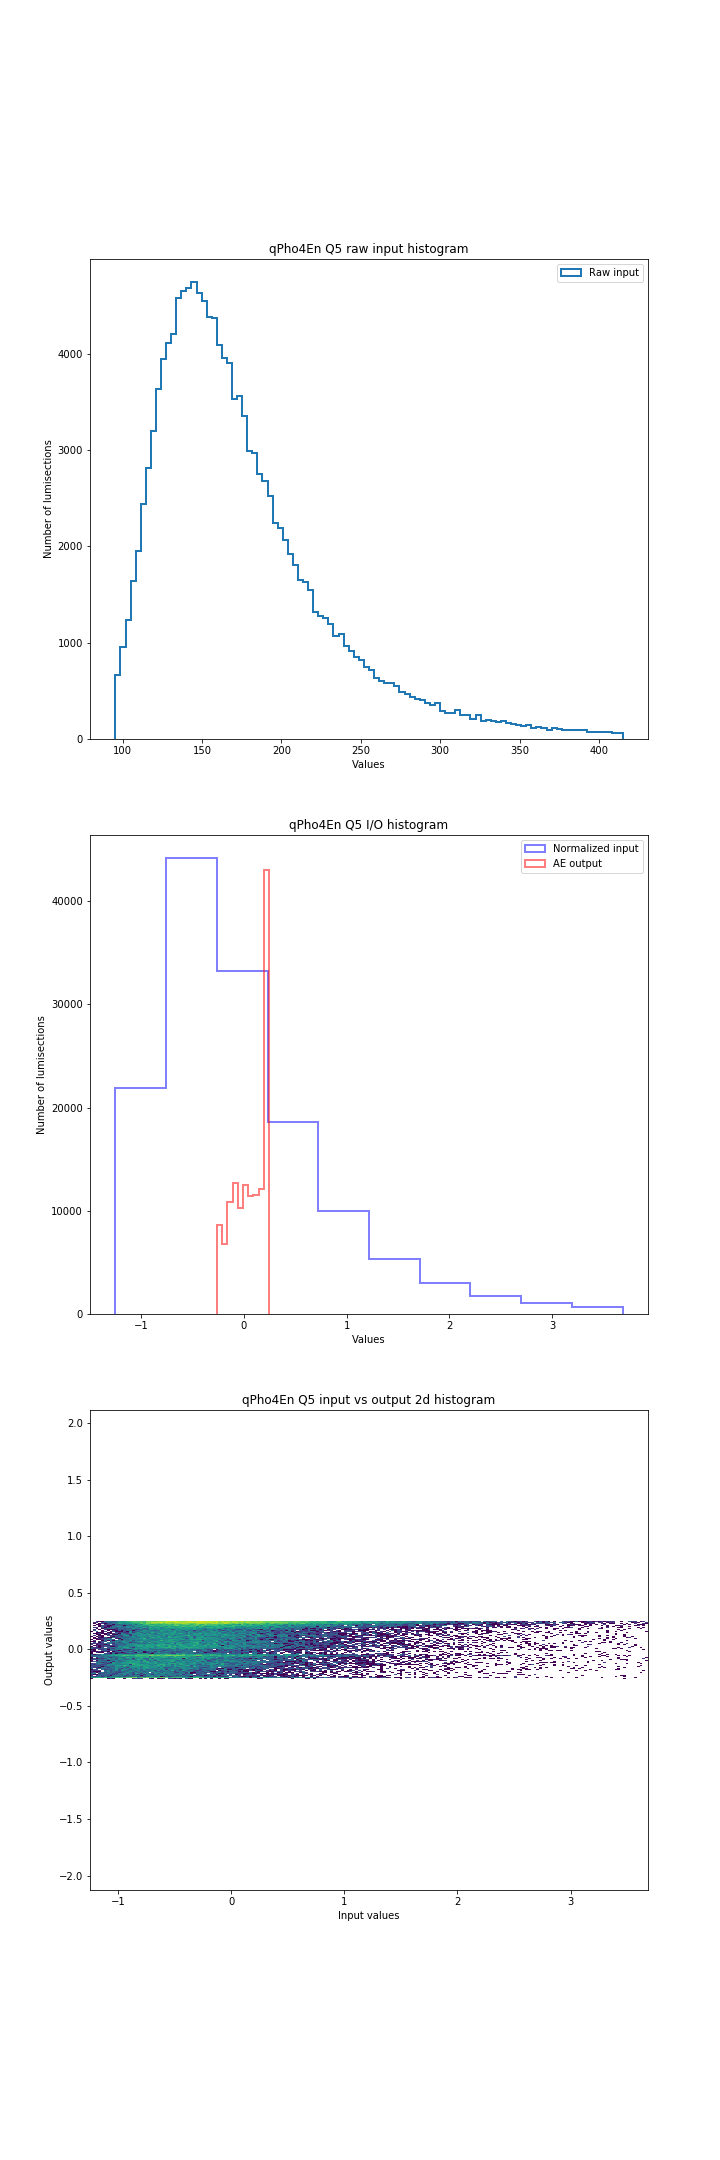 qPho4En Q5 raw input histogram
Raw input
4000
3000
2000
1000
0
Number of lumisections
100 150 200 250 300 350 400
Values
qPho4En Q5 I/O histogram
Normalized input
AE output
40000
30000
20000
10000
0
Number of lumisections
−1 0 1 2 3
Values
qPho4En Q5 input vs output 2d histogram
2.0
1.5
1.0
0.5
0.0
−0.5
−1.0
−1.5
−2.0
Output values
−1 0 1 2 3
Input values